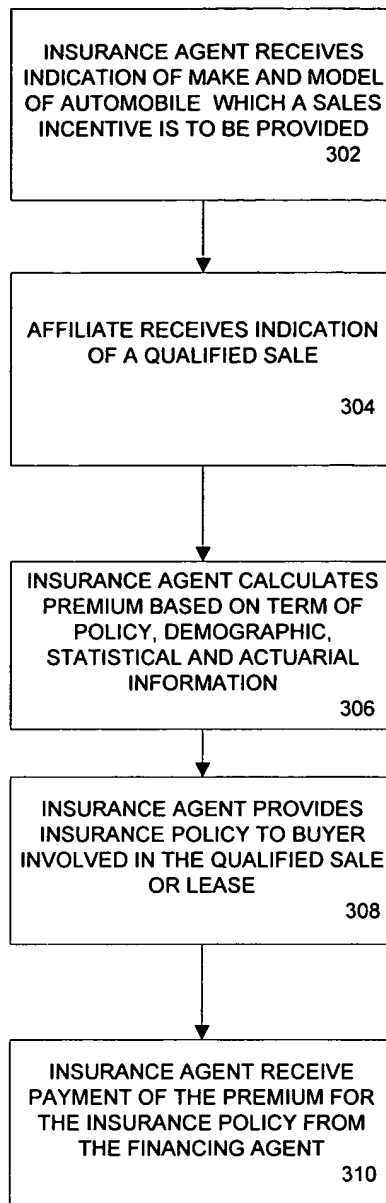 INSURANCE AGENT RECEIVES
INDICATION OF MAKE AND MODEL
OF AUTOMOBILE WHICH A SALES
INCENTIVE IS TO BE PROVIDED
302
AFFILIATE RECEIVES INDICATION
OF A QUALIFIED SALE
304
INSURANCE AGENT CALCULATES
PREMIUM BASED ON TERM OF
POLICY, DEMOGRAPHIC,
STATISTICAL AND ACTUARIAL
INFORMATION
306
INSURANCE AGENT PROVIDES
INSURANCE POLICY TO BUYER
INVOLVED IN THE QUALIFIED SALE
OR LEASE
308
INSURANCE AGENT RECEIVE
PAYMENT OF THE PREMIUM FOR
THE INSURANCE POLICY FROM
THE FINANCING AGENT
310